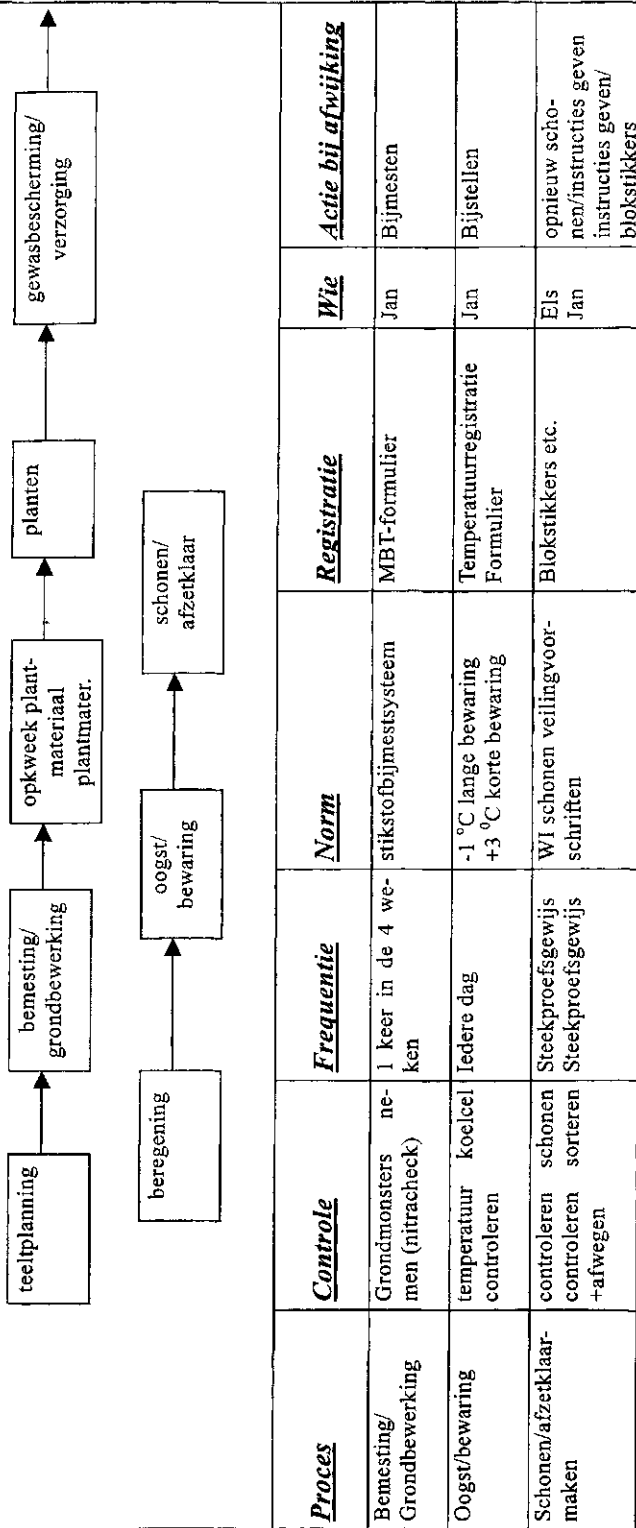 teeltplanning
bemesting/
grondbewerking
opkweek plant-
materiaal
plantmater.
planten
gewasbescherming/
verzorging
beregening
oogst/
bewaring
schonen/
afzetklaar
Proces Controle Frequentie Norm Registratie Wie Actie bij afwijking
Bemesting/ Grondmonsters ne- 1 keer in de 4 we- stikstofbijmestsysteem MBT-formulier Jan Bijmesten
Grondbewerking men (nitracheck) ken
Oogst/bewaring temperatuur koelcel Iedere dag -1 °C lange bewaring Temperatuurregistratie Jan Bijstellen
controleren +3 °C korte bewaring Formulier
Schonen/afzetklaar- controleren schonen Steekproefsgewijs WI schonen veilingvoor- Blokstikkers etc. Els opnieuw scho-
maken controleren sorteren Steekproefsgewijs schriften Jan nen/instructies geven
+afwegen instructies geven/
blokstikkers